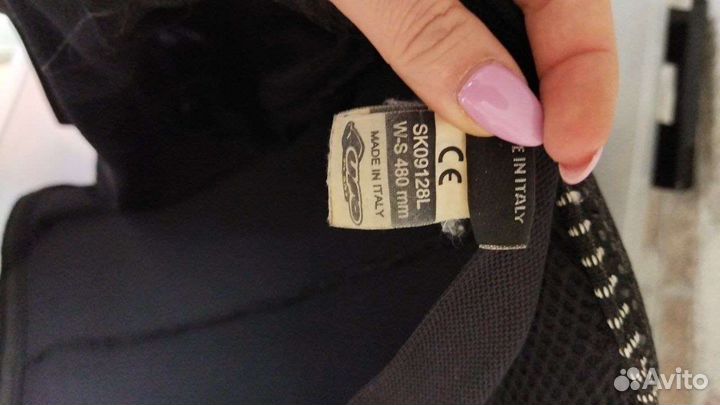 SK09128L
W-S 480 mm
MADE IN ITALY
CE
E IN ITALY
Avito